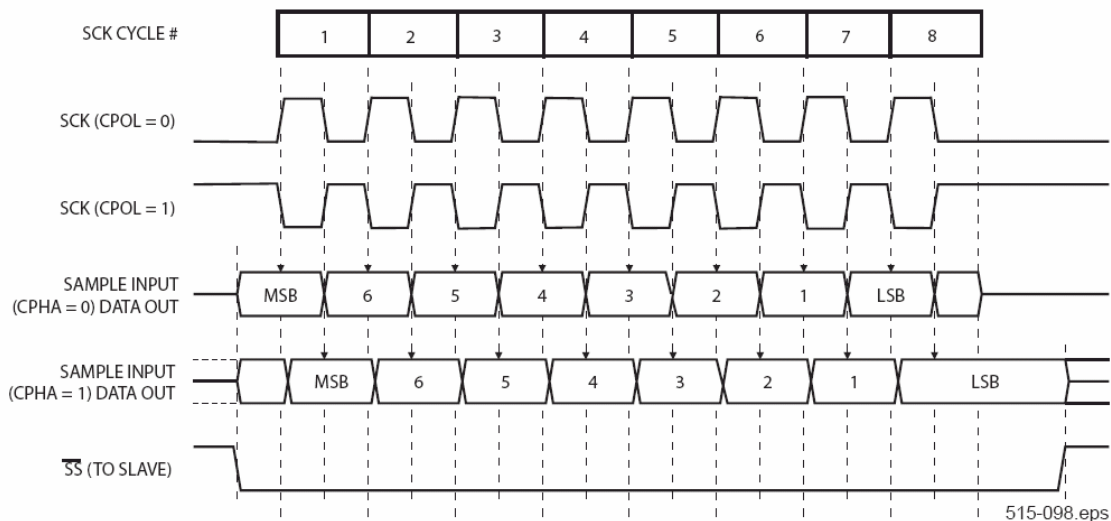 SCK CYCLE #
1 2 3 4 5 6 7 8
SCK (CPOL = 0)
SCK (CPOL = 1)
SAMPLE INPUT
(CPHA = 0) DATA OUT
MSB 6 5 4 3 2 1 LSB
SAMPLE INPUT
(CPHA = 1) DATA OUT
MSB 6 5 4 3 2 1 LSB
SS (TO SLAVE)
515-098.eps